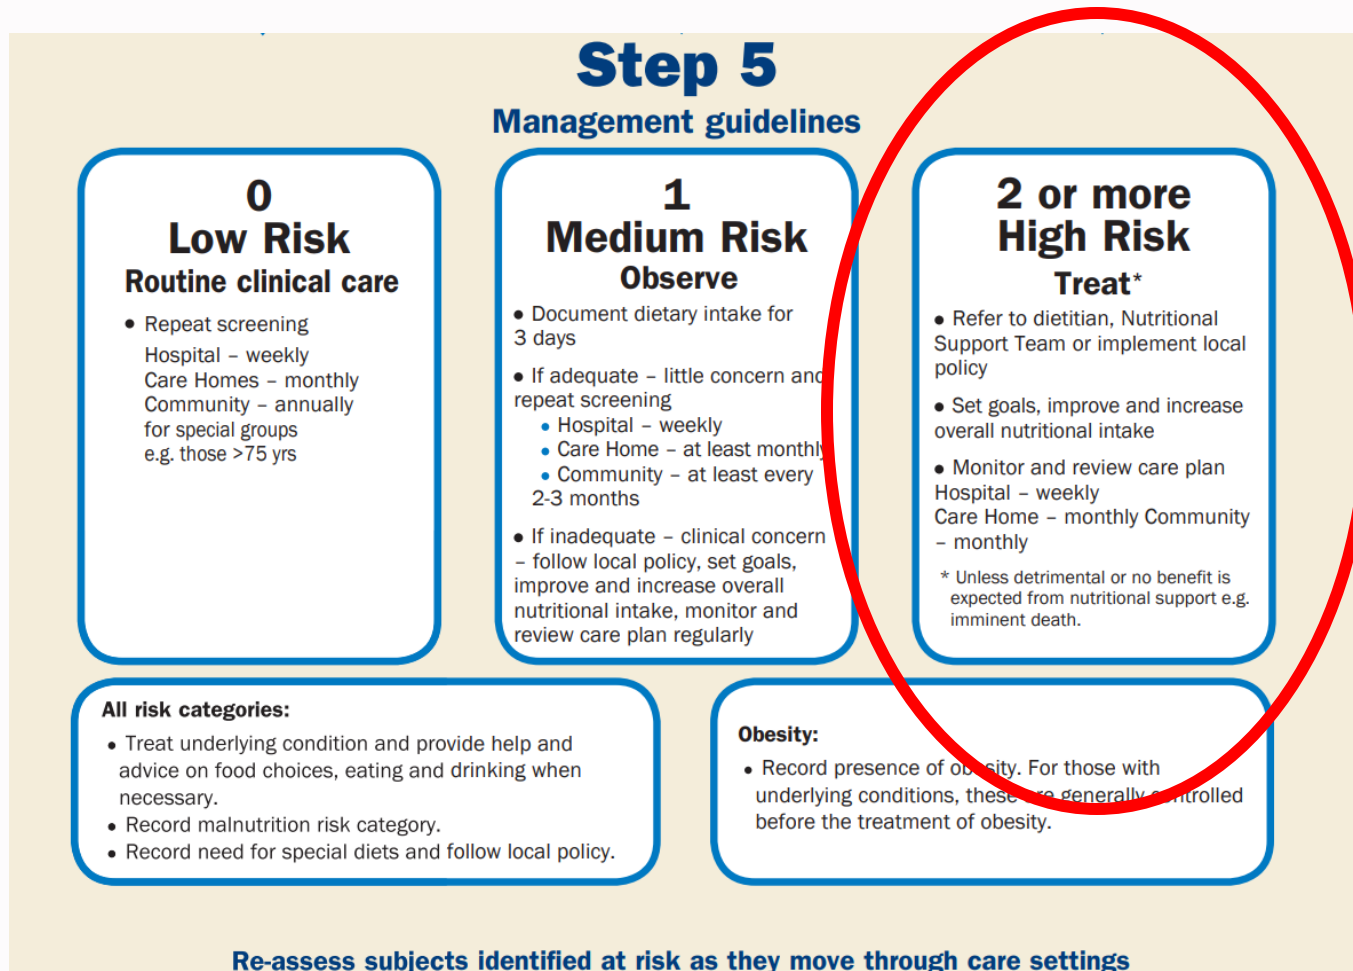 Step 5
Management guidelines
0
Low Risk
Routine clinical care
• Repeat screening
Hospital – weekly
Care Homes – monthly
Community – annually
for special groups
e.g. those >75 yrs
1
Medium Risk
Observe
• Document dietary intake for
3 days
• If adequate – little concern and
repeat screening
• Hospital – weekly
• Care Home – at least monthly
• Community – at least every
2-3 months
• If inadequate – clinical concern
– follow local policy, set goals,
improve and increase overall
nutritional intake, monitor and
review care plan regularly
2 or more
High Risk
Treat*
• Refer to dietitian, Nutritional
Support Team or implement local
policy
• Set goals, improve and increase
overall nutritional intake
• Monitor and review care plan
Hospital – weekly
Care Home – monthly Community
– monthly
* Unless detrimental or no benefit is
expected from nutritional support e.g.
imminent death.
All risk categories:
• Treat underlying condition and provide help and
advice on food choices, eating and drinking when
necessary.
• Record malnutrition risk category.
• Record need for special diets and follow local policy.
Obesity:
• Record presence of obesity. For those with
underlying conditions, these are generally controlled
before the treatment of obesity.
Re-assess subjects identified at risk as they move through care settings